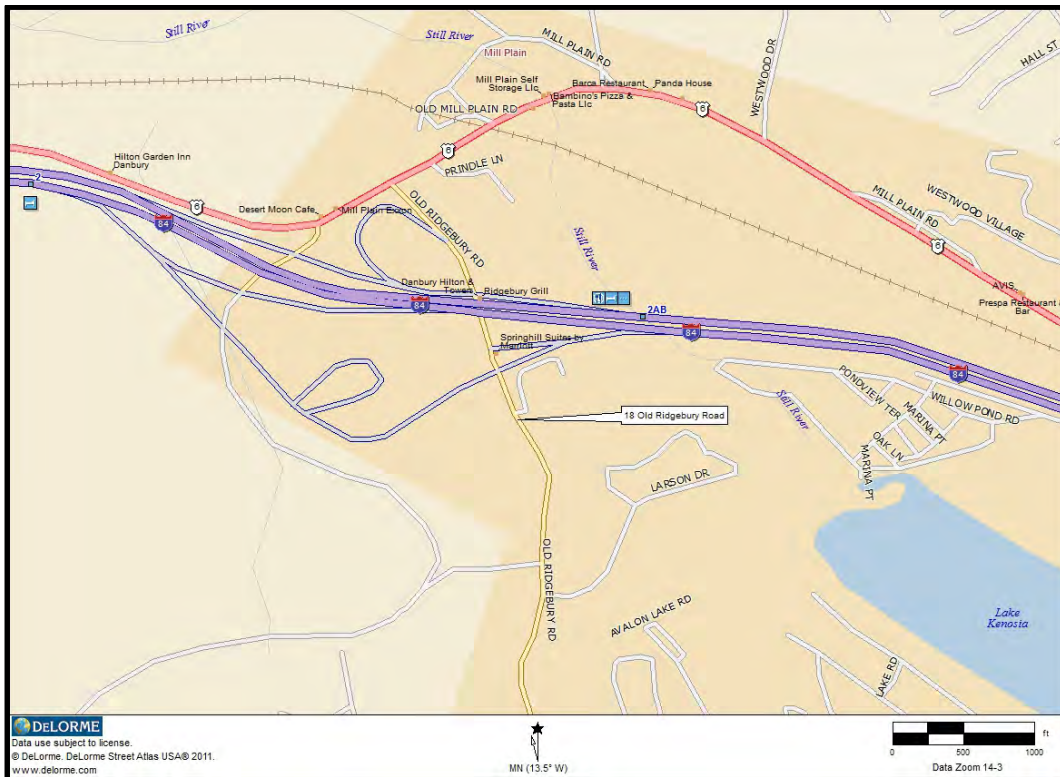 Still River
Still River
MILL PLAIN RD
Mill Plain
HALL ST
WESTWOOD DR
Mill Plain Self
Storage Llc
Barca Restaurant
Panda House
Bambino's Pizza &
Pasta Llc
OLD MILL PLAIN RD
6
6
Hilton Garden Inn
Danbury
PRINDLE LN
2
OLD RIDGEBURY RD
MILL PLAIN RD
WESTWOOD VILLAGE
Desert Moon Cafe
Mill Plain Exxon
6
84
6
Still River
Danbury Hilton &
Towers
Ridgebury Grill
AVIS
Prespa Restaurant &
Bar
84
2AB
84
Springhill Suites by
Marriott
84
PONDVIEW TER
WILLOW POND RD
MARINA PT
Still River
18 Old Ridgebury Road
OAK LN
MARINA PT
LARSON DR
OLD RIDGEBURY RD
AVALON LAKE RD
Lake
Kenosia
LAKE RD
DELORME
Data use subject to license.
© DeLorme. DeLorme Street Atlas USA® 2011.
www.delorme.com
MN (13.5° W)
ft
0 500 1000
Data Zoom 14-3